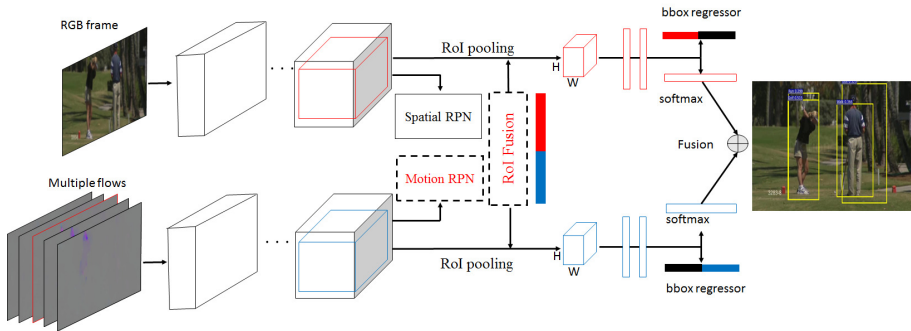 RGB frame
bbox regressor
RoI pooling
H
W
softmax
Spatial RPN
RoI Fusion
Fusion
Motion RPN
Multiple flows
softmax
RoI pooling
H
W
bbox regressor